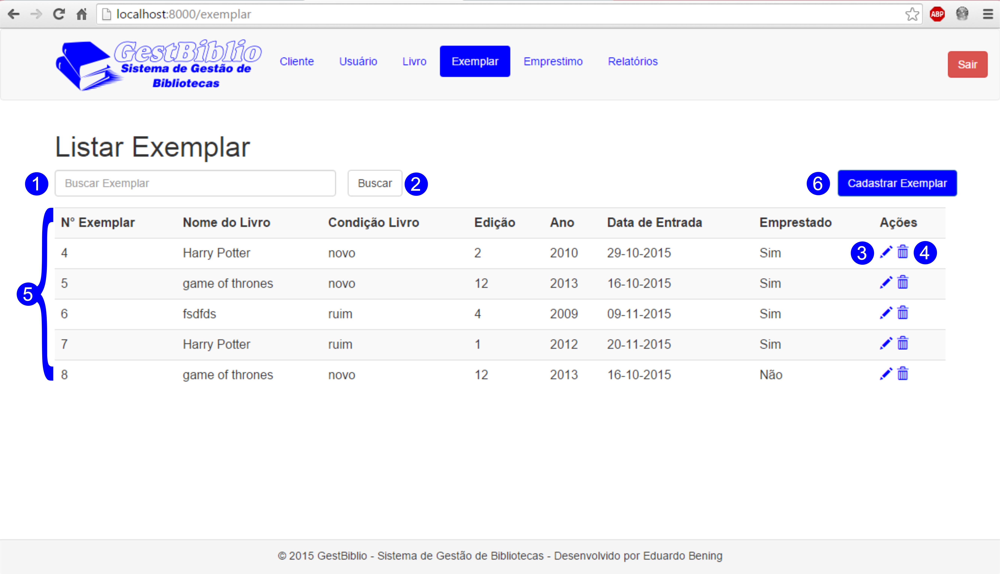 localhost:8000/exemplar
ABP
GestBiblio
Sistema de Gestão de
Bibliotecas
Cliente Usuário Livro Exemplar Emprestimo Relatórios Sair
Listar Exemplar
1 Buscar Exemplar Buscar 2 6 Cadastrar Exemplar
N° Exemplar Nome do Livro Condição Livro Edição Ano Data de Entrada Emprestado Ações
4 Harry Potter novo 2 2010 29-10-2015 Sim 3 4
5 game of thrones novo 12 2013 16-10-2015 Sim
5
6 fsdfds ruim 4 2009 09-11-2015 Sim
7 Harry Potter ruim 1 2012 20-11-2015 Sim
8 game of thrones novo 12 2013 16-10-2015 Não
© 2015 GestBiblio - Sistema de Gestão de Bibliotecas - Desenvolvido por Eduardo Bening